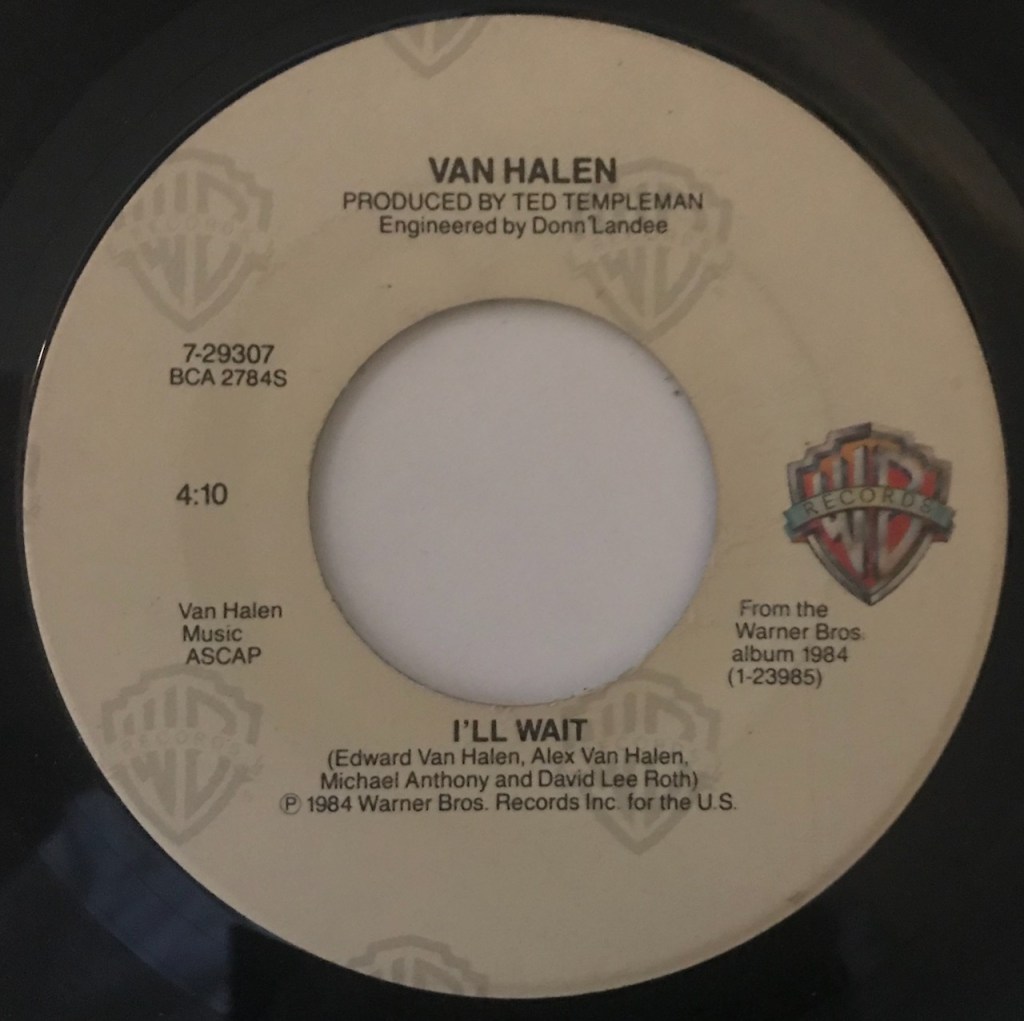 VAN HALEN
PRODUCED BY TED TEMPLEMAN
Engineered by Donn Landee
7-29307
BCA 2784S
4:10
RECORDS
Van Halen
Music
ASCAP
From the
Warner Bros.
album 1984
(1-23985)
I'LL WAIT
(Edward Van Halen, Alex Van Halen,
Michael Anthony and David Lee Roth)
℗ 1984 Warner Bros. Records Inc. for the U.S.